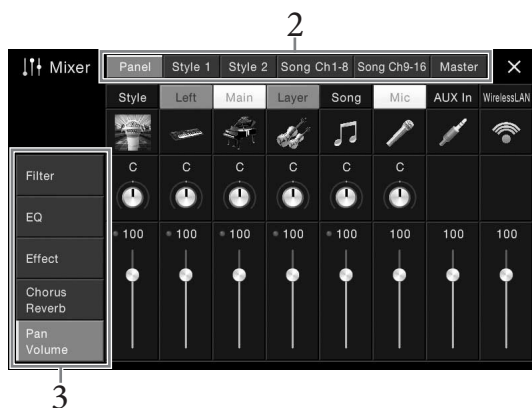 2
Mixer
Panel Style 1 Style 2 Song Ch1-8 Song Ch9-16 Master
Style Left Main Layer Song Mic AUX In WirelessLAN
C C C C C C
100 100 100 100 100 100 100 100
Filter
EQ
Effect
Chorus
Reverb
Pan
Volume
3